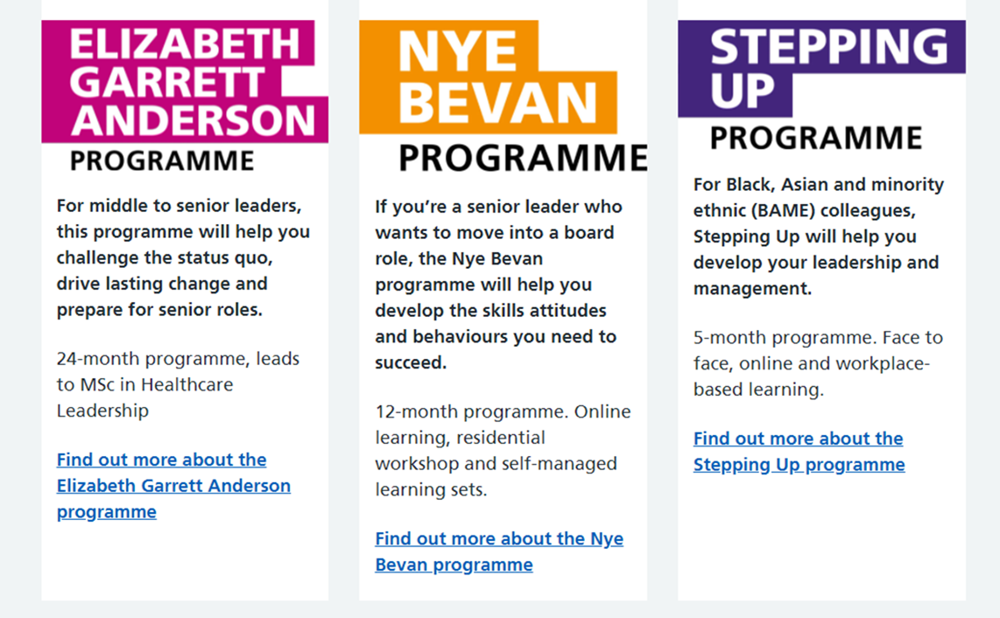 ELIZABETH
GARRETT
ANDERSON
PROGRAMME
For middle to senior leaders,
this programme will help you
challenge the status quo,
drive lasting change and
prepare for senior roles.
24-month programme, leads
to MSc in Healthcare
Leadership
Find out more about the
Elizabeth Garrett Anderson
programme
NYE
BEVAN
PROGRAMME
If you’re a senior leader who
wants to move into a board
role, the Nye Bevan
programme will help you
develop the skills attitudes
and behaviours you need to
succeed.
12-month programme. Online
learning, residential
workshop and self-managed
learning sets.
Find out more about the Nye
Bevan programme
STEPPING
UP
PROGRAMME
For Black, Asian and minority
ethnic (BAME) colleagues,
Stepping Up will help you
develop your leadership and
management.
5-month programme. Face to
face, online and workplace-
based learning.
Find out more about the
Stepping Up programme